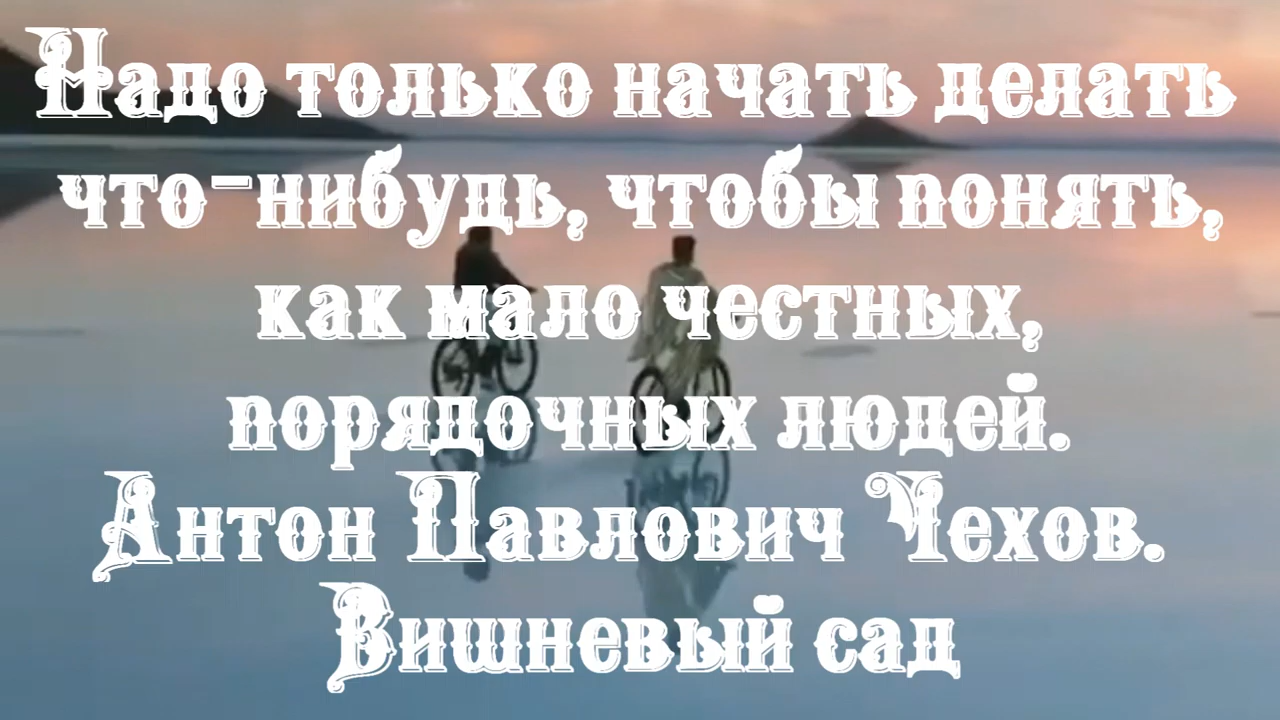 Надо только начать делать
что-нибудь, чтобы понять,
как мало честных,
порядочных людей.
Антон Павлович Чехов.
Вишневый сад